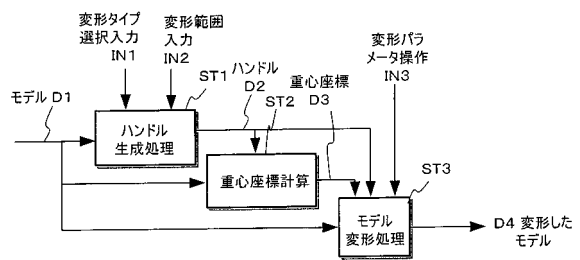 変形タイプ
選択入力
IN1
変形範囲
入力
IN2
変形パラ
メータ操作
IN3
ST1
ハンドル
D2
ST2
重心座標
D3
モデル D1
ハンドル
生成処理
重心座標計算
ST3
モデル
変形処理
D4 変形した
モデル